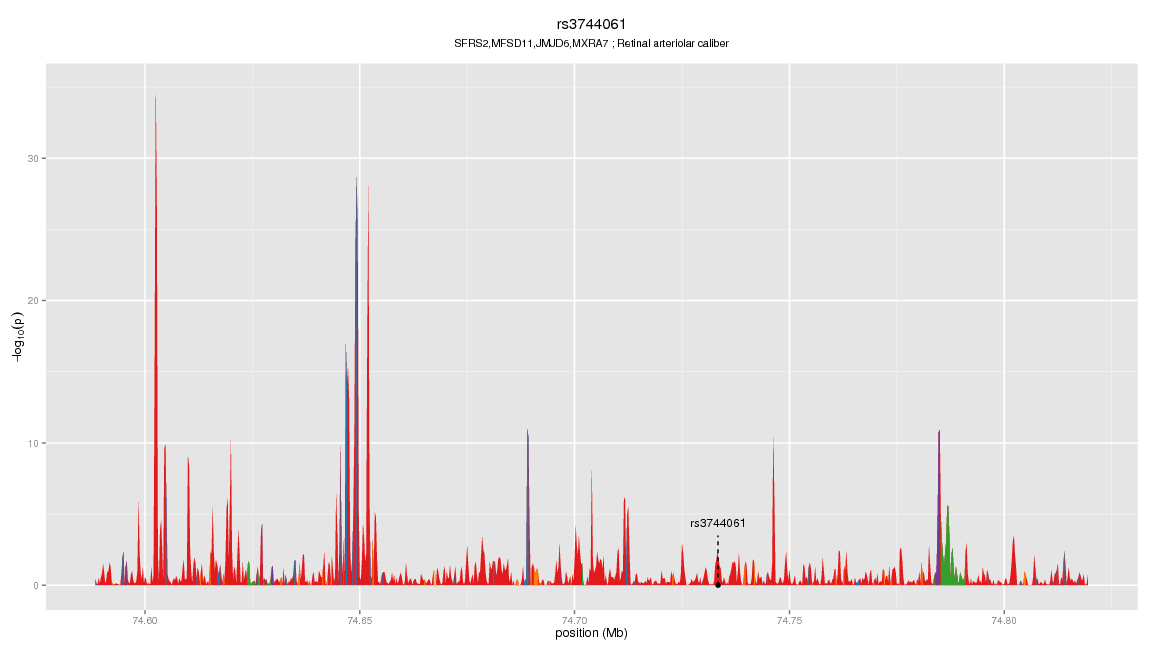 rs3744061
SFRS2,MFSD11,JMJD6,MXRA7 ; Retinal arteriolar caliber
−log10(p)
30
20
10
0
rs3744061
74.60 74.65 74.70 74.75 74.80
position (Mb)